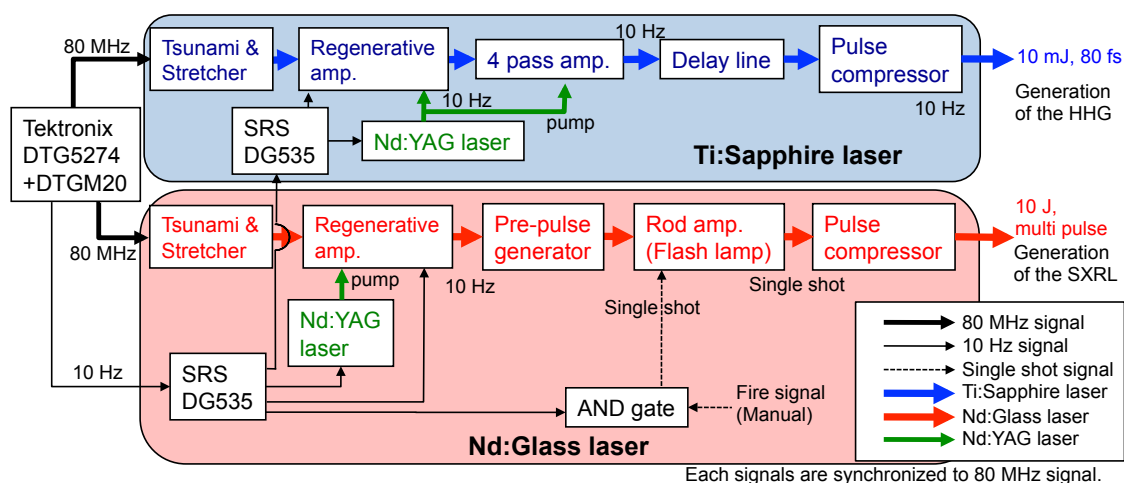 80 MHz
Tsunami &
Stretcher
Regenerative
amp.
4 pass amp.
10 Hz
Delay line
Pulse
compressor
10 Hz
10 mJ, 80 fs
Generation
of the HHG
10 Hz
pump
Tektronix
DTG5274
+DTGM20
SRS
DG535
Nd:YAG laser
Ti:Sapphire laser
80 MHz
Tsunami &
Stretcher
Regenerative
amp.
Pre-pulse
generator
Rod amp.
(Flash lamp)
Pulse
compressor
10 J,
multi pulse
Generation
of the SXRL
pump
10 Hz
Single shot
Single shot
Nd:YAG
laser
10 Hz
SRS
DG535
AND gate
Fire signal
(Manual)
Nd:Glass laser
80 MHz signal
10 Hz signal
Single shot signal
Ti:Sapphire laser
Nd:Glass laser
Nd:YAG laser
Each signals are synchronized to 80 MHz signal.